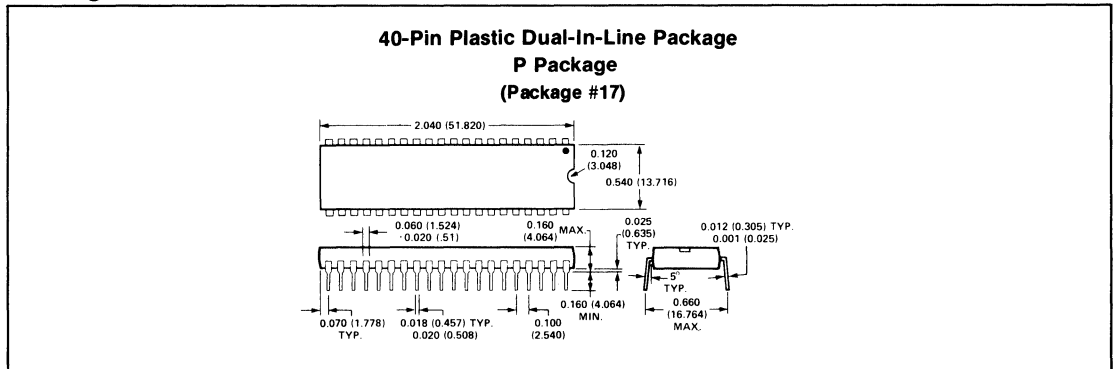 40-Pin Plastic Dual-In-Line Package
P Package
(Package #17)
2.040 (51.820)
0.120
(3.048)
0.540 (13.716)
0.060 (1.524)
0.020 (.51)
0.160
(4.064)
MAX.
0.025
(0.635)
TYP.
0.012 (0.305) TYP.
0.001 (0.025)
5°
TYP.
0.160 (4.064)
MIN.
0.660
(16.764)
MAX.
0.070 (1.778)
TYP.
0.018 (0.457) TYP.
0.020 (0.508)
0.100
(2.540)